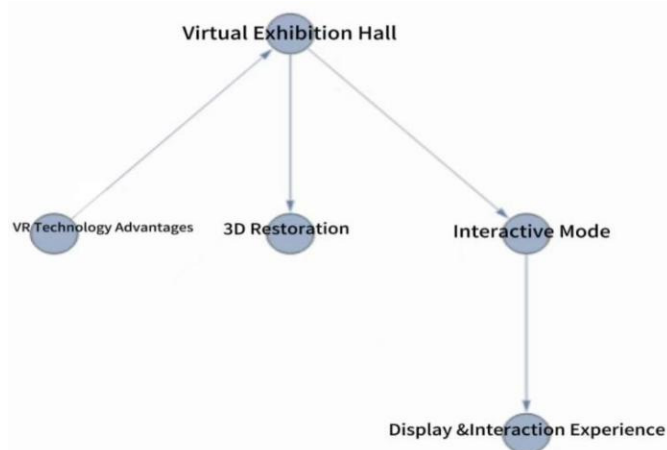 Virtual Exhibition Hall
VR Technology Advantages
3D Restoration
Interactive Mode
Display &Interaction Experience